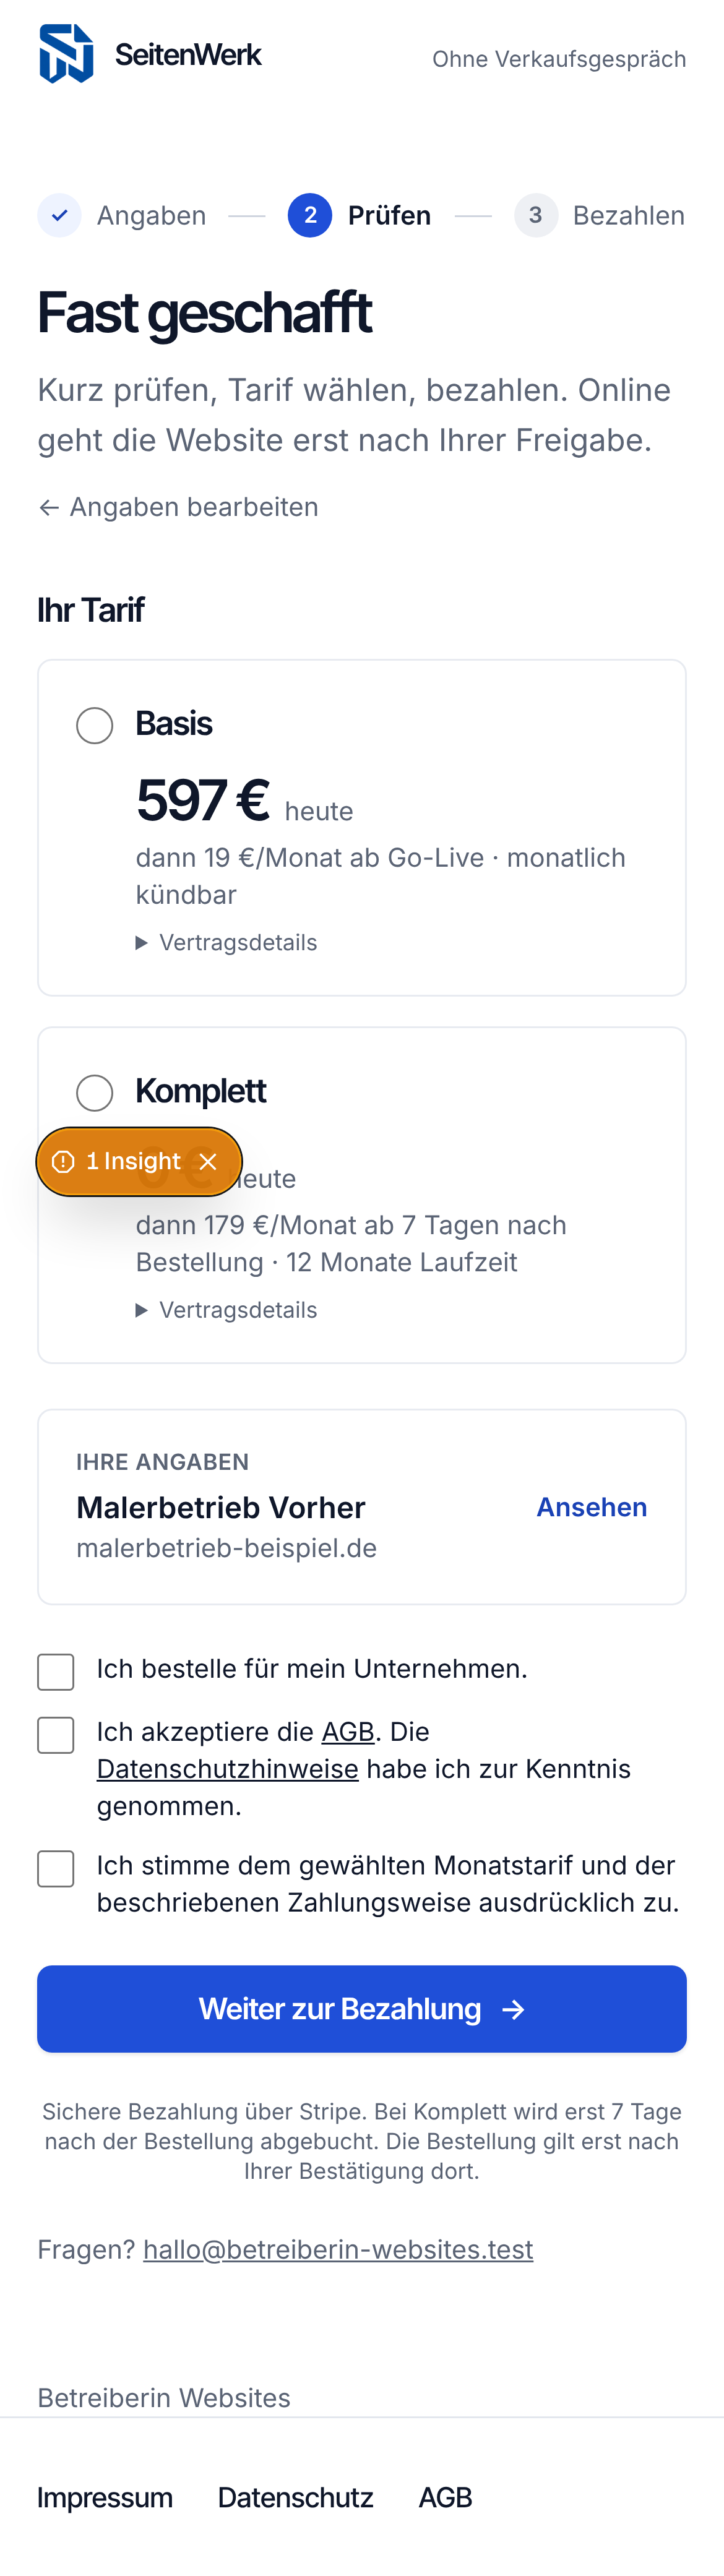 SeitenWerk
Ohne Verkaufsgespräch
Angaben
2 Prüfen
3 Bezahlen
Fast geschafft
Kurz prüfen, Tarif wählen, bezahlen. Online
geht die Website erst nach Ihrer Freigabe.
← Angaben bearbeiten
Ihr Tarif
Basis
597 € heute
dann 19 €/Monat ab Go-Live · monatlich
kündbar
▶ Vertragsdetails
Komplett
1 Insight
0 € heute
dann 179 €/Monat ab 7 Tagen nach
Bestellung · 12 Monate Laufzeit
▶ Vertragsdetails
IHRE ANGABEN
Malerbetrieb Vorher
Ansehen
malerbetrieb-beispiel.de
Ich bestelle für mein Unternehmen.
Ich akzeptiere die AGB. Die
Datenschutzhinweise habe ich zur Kenntnis
genommen.
Ich stimme dem gewählten Monatstarif und der
beschriebenen Zahlungsweise ausdrücklich zu.
Weiter zur Bezahlung →
Sichere Bezahlung über Stripe. Bei Komplett wird erst 7 Tage
nach der Bestellung abgebucht. Die Bestellung gilt erst nach
Ihrer Bestätigung dort.
Fragen? hallo@betreiberin-websites.test
Betreiberin Websites
Impressum
Datenschutz
AGB